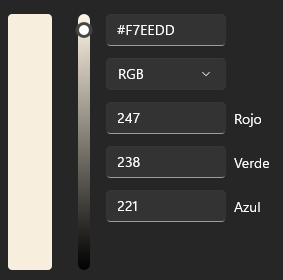 #F7EEDD
RGB
247 Rojo
238 Verde
221 Azul